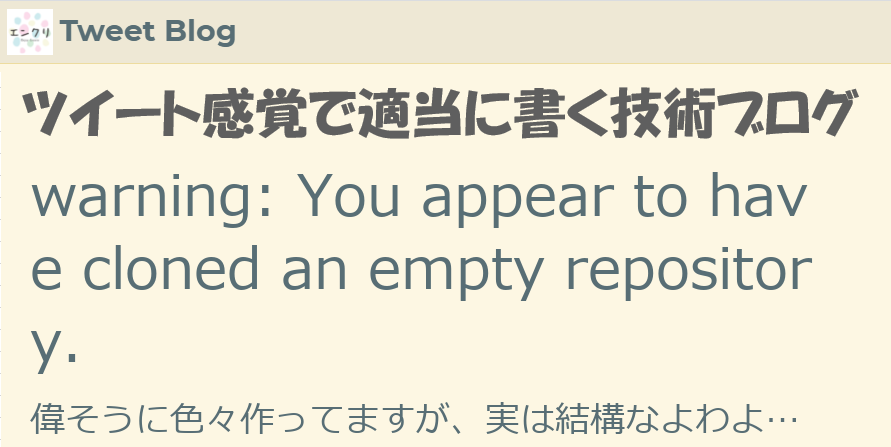 エンクリ Tweet Blog
ツイート感覚で適当に書く技術ブログ
warning: You appear to hav
e cloned an empty repositor
y.
偉そうに色々作ってますが、実は結構なよわよ…